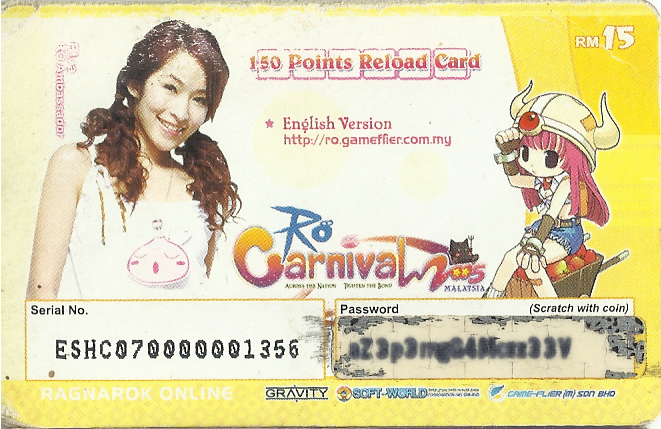 RM 15
150 Points Reload Card
RO Ambassador
★ English Version
http://ro.gameflier.com.my
RO
Carnival 2005
MALAYSIA
ACROSS THE NATION TIGHTEN THE BOND
Serial No.
ESHC070000001356
Password
(Scratch with coin)
RAGNAROK ONLINE
GRAVITY
SOFT-WORLD
GAME-FLIER (M) SDN BHD